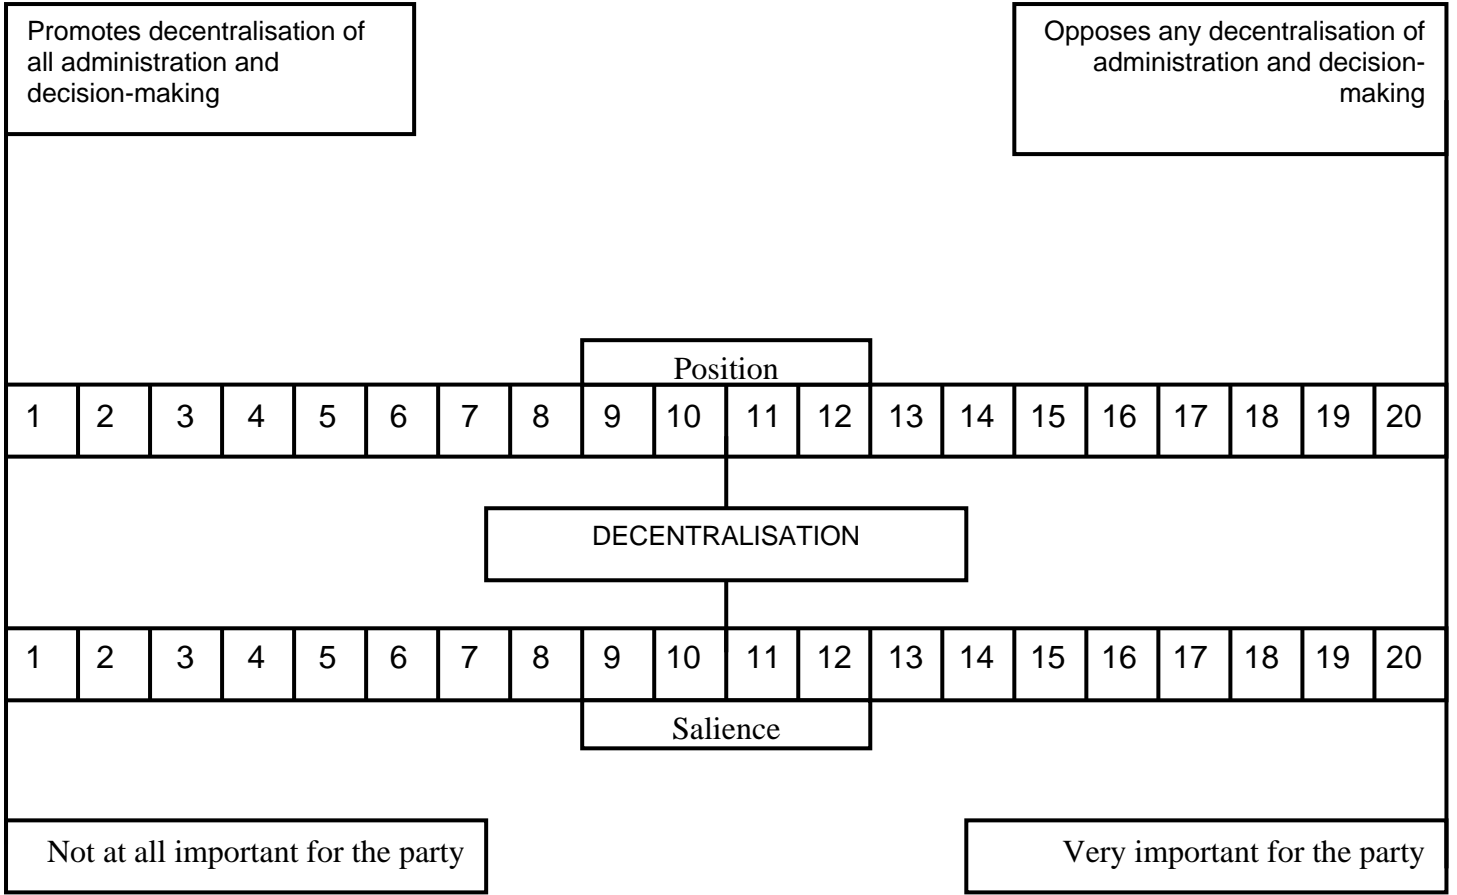 Promotes decentralisation of
all administration and
decision-making
Opposes any decentralisation of
administration and decision-
making
Position
1 2 3 4 5 6 7 8 9 10 11 12 13 14 15 16 17 18 19 20
DECENTRALISATION
1 2 3 4 5 6 7 8 9 10 11 12 13 14 15 16 17 18 19 20
Salience
Not at all important for the party
Very important for the party